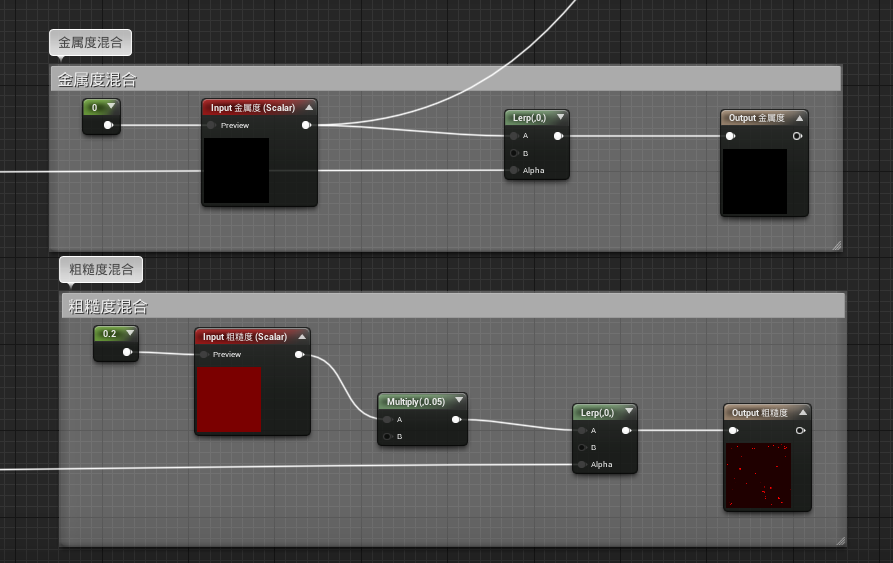 金属度混合
金属度混合
0
Input 金属度 (Scalar)
Preview
Lerp(,0,)
A
B
Alpha
Output 金属度
粗糙度混合
粗糙度混合
0.2
Input 粗糙度 (Scalar)
Preview
Multiply(,0.05)
A
B
Lerp(,0,)
A
B
Alpha
Output 粗糙度